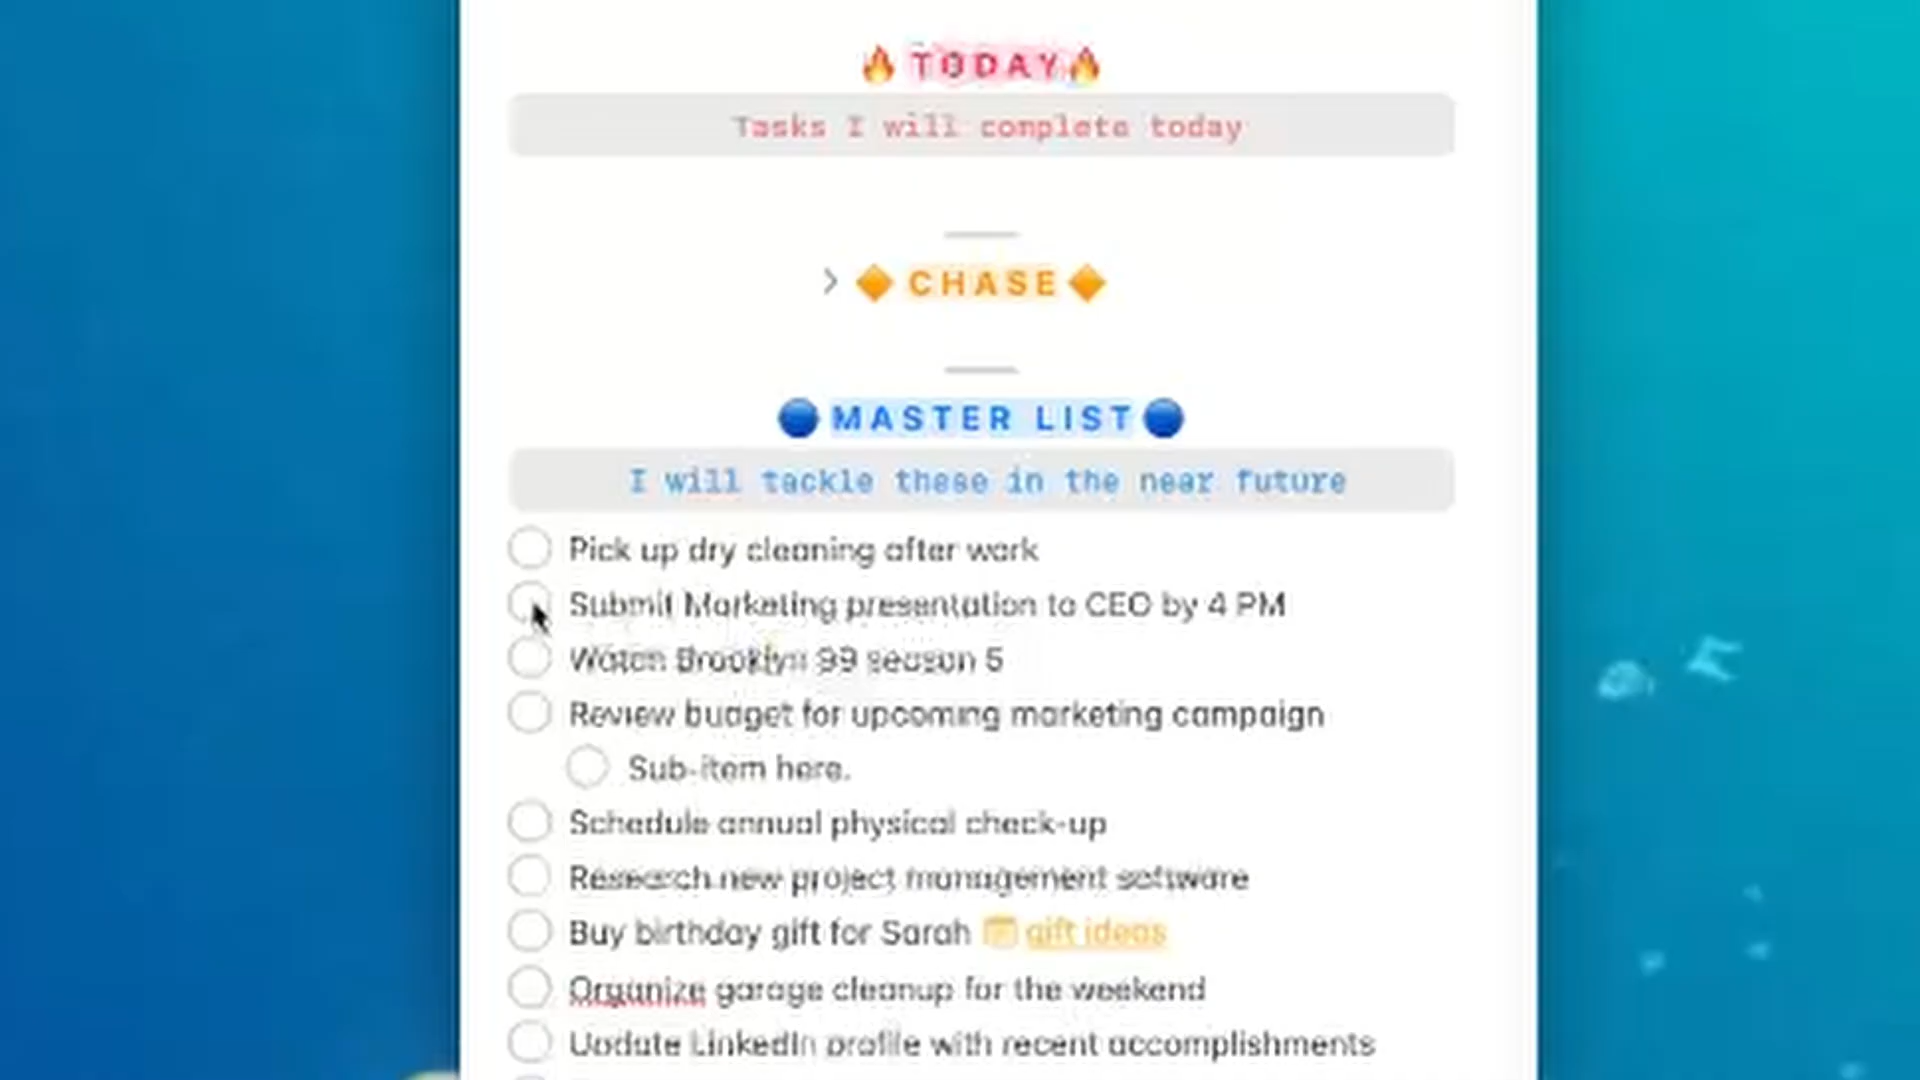 🔥 TODAY 🔥
Tasks I will complete today
> 🔶 CHASE 🔶
🔵 MASTER LIST 🔵
I will tackle these in the near future
Pick up dry cleaning after work
Submit Marketing presentation to CEO by 4 PM
Watch Brooklyn 99 season 5
Review budget for upcoming marketing campaign
Sub-item here.
Schedule annual physical check-up
Research new project management software
Buy birthday gift for Sarah gift ideas
Organize garage cleanup for the weekend
Update LinkedIn profile with recent accomplishments